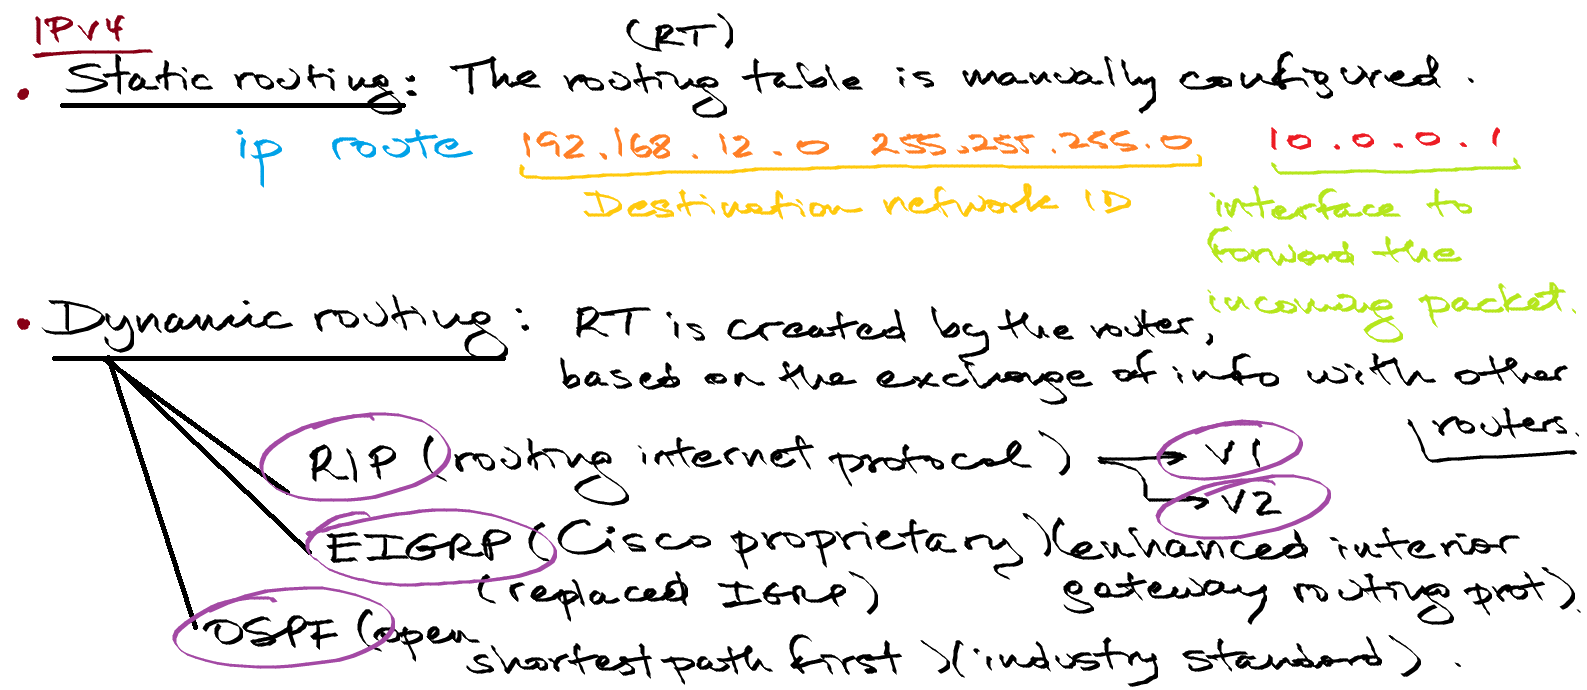 IPv4
(RT)
• Static routing: The routing table is manually configured.
ip route 192.168.12.0 255.255.255.0 10.0.0.1
Destination network ID
interface to
forward the
incoming packet.
• Dynamic routing: RT is created by the router,
based on the exchange of info with other
routers.
RIP (routing internet protocol) → V1
→ V2
EIGRP (Cisco proprietary) (enhanced interior
(replaced IGRP) gateway routing prot).
OSPF (open
shortest path first) (industry standard).